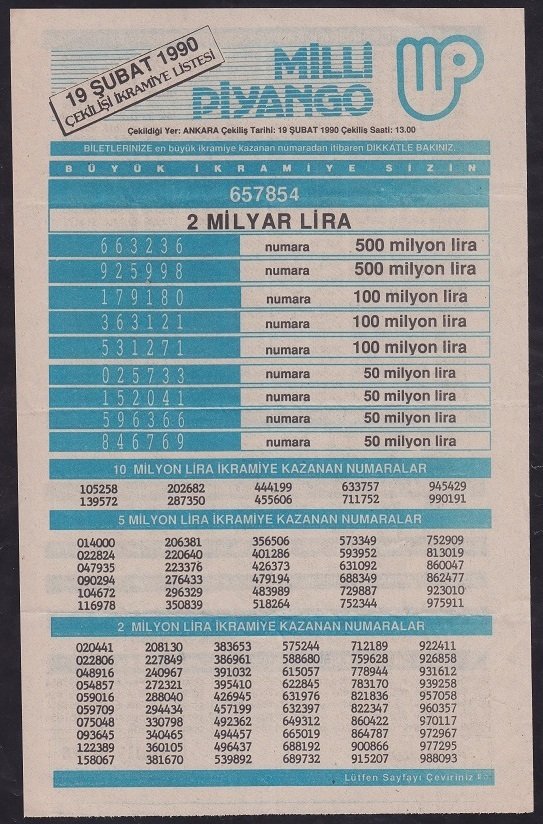 19 ŞUBAT 1990
ÇEKİLİŞİ İKRAMİYE LİSTESİ
MİLLİ
PİYANGO
Çekildiği Yer: ANKARA Çekiliş Tarihi: 19 ŞUBAT 1990 Çekiliş Saati: 13.00
BİLETLERİNİZE en büyük ikramiye kazanan numaradan itibaren DİKKATLE BAKINIZ.
BÜYÜK İKRAMİYE SİZİN
657854
2 MİLYAR LİRA
663236 numara 500 milyon lira
925998 numara 500 milyon lira
179180 numara 100 milyon lira
363121 numara 100 milyon lira
531271 numara 100 milyon lira
025733 numara 50 milyon lira
152041 numara 50 milyon lira
596366 numara 50 milyon lira
846769 numara 50 milyon lira
10 MİLYON LİRA İKRAMİYE KAZANAN NUMARALAR
105258 202682 444199 633757 945429
139572 287350 455606 711752 990191
5 MİLYON LİRA İKRAMİYE KAZANAN NUMARALAR
014000 206381 356506 573349 752909
022824 220640 401286 593952 813019
047935 223376 426373 631092 860047
090294 276433 479194 688349 862477
104672 296329 483989 729887 923010
116978 350839 518264 752344 975911
2 MİLYON LİRA İKRAMİYE KAZANAN NUMARALAR
020441 208130 383653 575244 712189 922411
022806 227849 386961 588680 759628 926858
048916 240967 391032 615057 778944 931612
054857 272321 395410 622845 783170 939258
059016 288040 426945 631976 821836 957058
059709 294434 457199 632397 822347 960357
075048 330798 492362 649312 860422 970117
093645 340465 494457 665019 864787 972967
122389 360105 496437 688192 900866 977295
158067 381670 539892 689732 915207 988093
Lütfen Sayfayı Çeviriniz